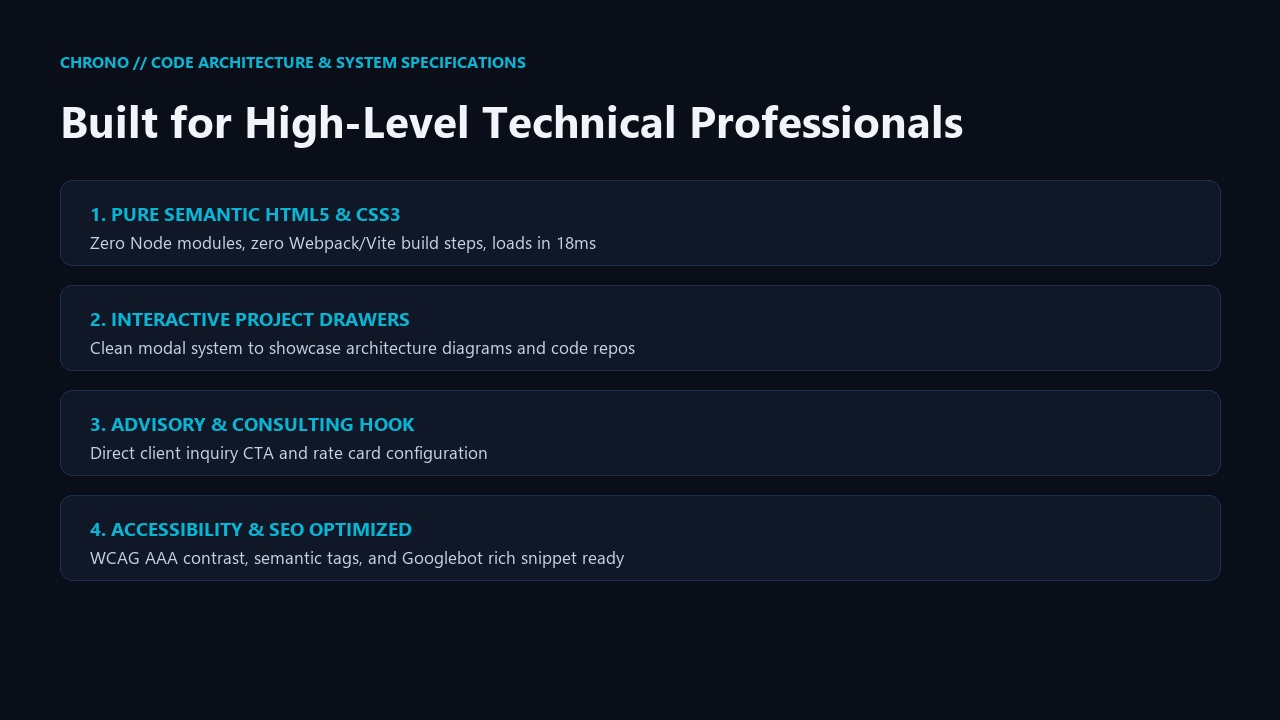 CHRONO // CODE ARCHITECTURE & SYSTEM SPECIFICATIONS
Built for High-Level Technical Professionals
1. PURE SEMANTIC HTML5 & CSS3
Zero Node modules, zero Webpack/Vite build steps, loads in 18ms
2. INTERACTIVE PROJECT DRAWERS
Clean modal system to showcase architecture diagrams and code repos
3. ADVISORY & CONSULTING HOOK
Direct client inquiry CTA and rate card configuration
4. ACCESSIBILITY & SEO OPTIMIZED
WCAG AAA contrast, semantic tags, and Googlebot rich snippet ready